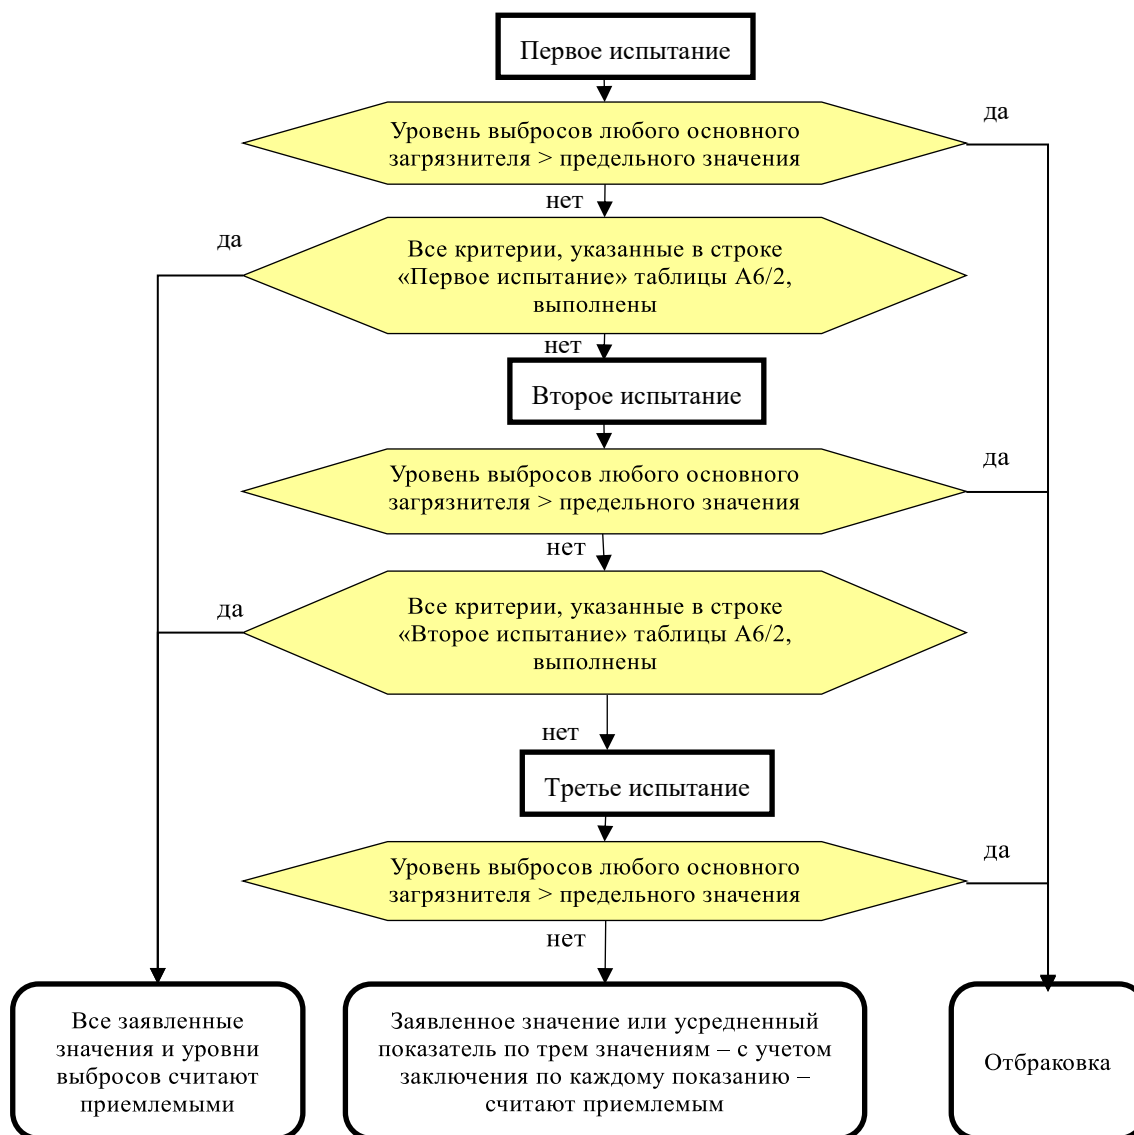 Первое испытание
да
Уровень выбросов любого основного
загрязнителя > предельного значения
нет
да
Все критерии, указанные в строке
«Первое испытание» таблицы А6/2,
выполнены
нет
Второе испытание
да
Уровень выбросов любого основного
загрязнителя > предельного значения
нет
да
Все критерии, указанные в строке
«Второе испытание» таблицы А6/2,
выполнены
нет
Третье испытание
да
Уровень выбросов любого основного
загрязнителя > предельного значения
нет
Все заявленные
значения и уровни
выбросов считают
приемлемыми
Заявленное значение или усредненный
показатель по трем значениям – с учетом
заключения по каждому показанию –
считают приемлемым
Отбраковка